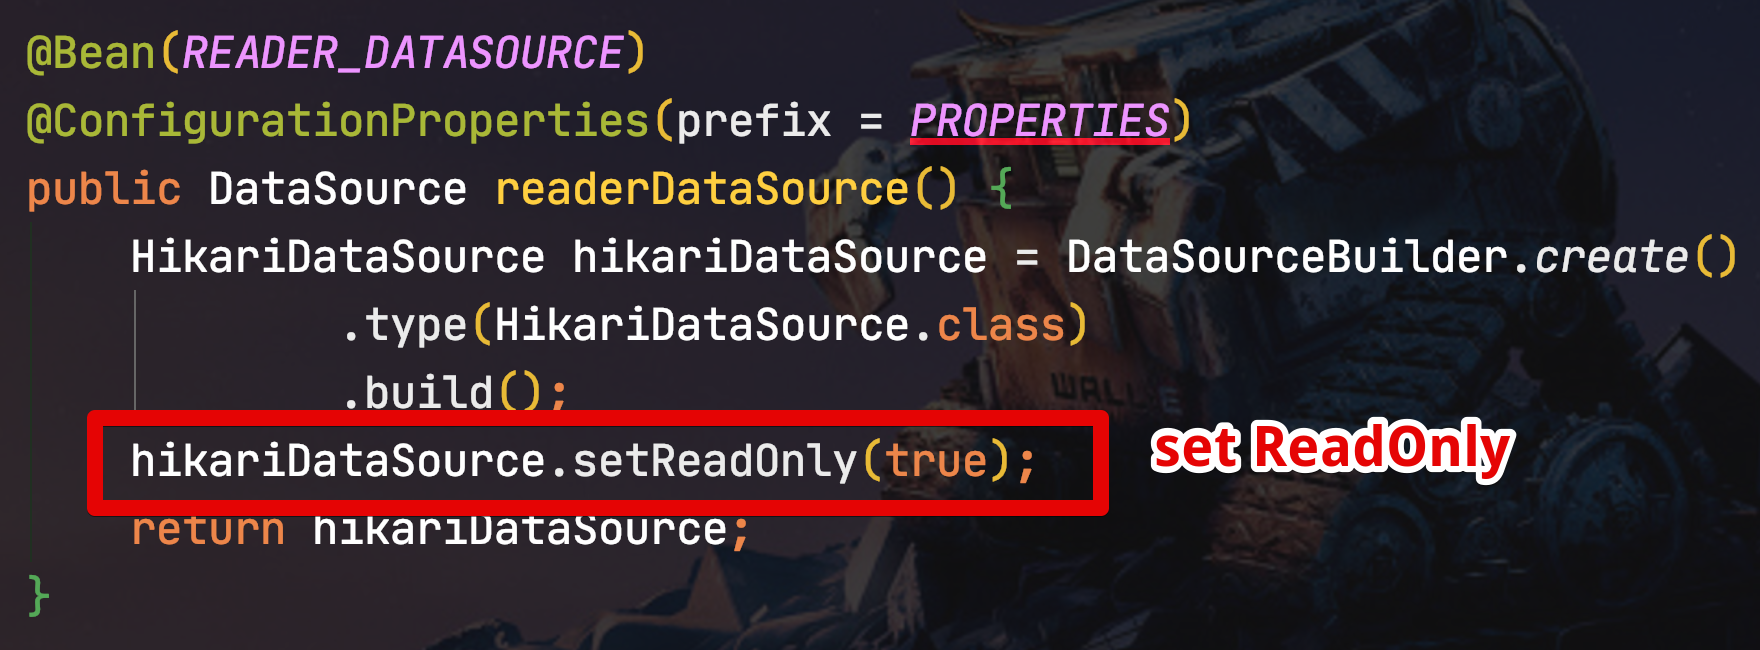 @Bean(READER_DATASOURCE)
@ConfigurationProperties(prefix = PROPERTIES)
public DataSource readerDataSource() {
HikariDataSource hikariDataSource = DataSourceBuilder.create()
.type(HikariDataSource.class)
.build();
hikariDataSource.setReadOnly(true);
set ReadOnly
return hikariDataSource;
}
WALL